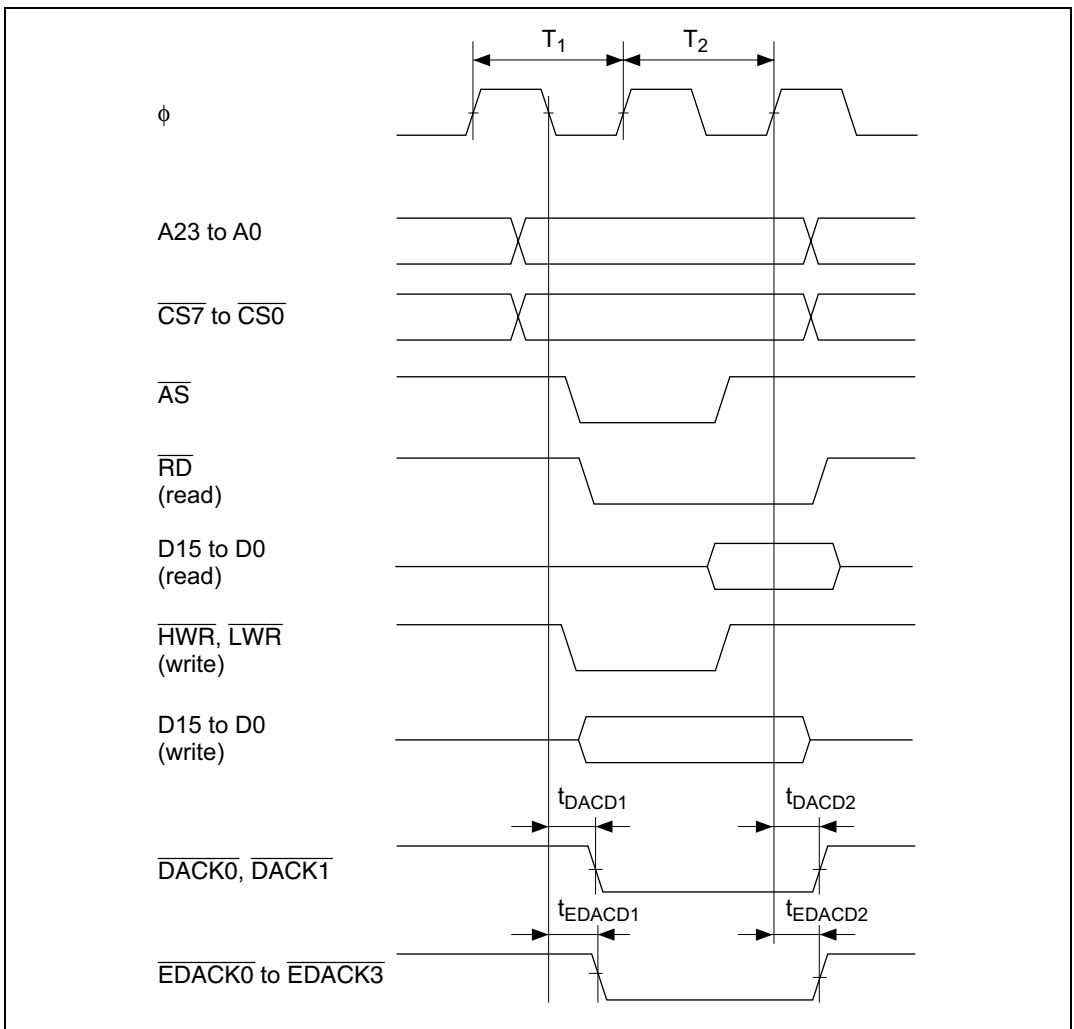 T1 T2
ϕ
A23 to A0
CS7 to CS0
AS
RD
(read)
D15 to D0
(read)
HWR, LWR
(write)
D15 to D0
(write)
tDACD1 tDACD2
DACK0, DACK1
tEDACD1 tEDACD2
EDACK0 to EDACK3